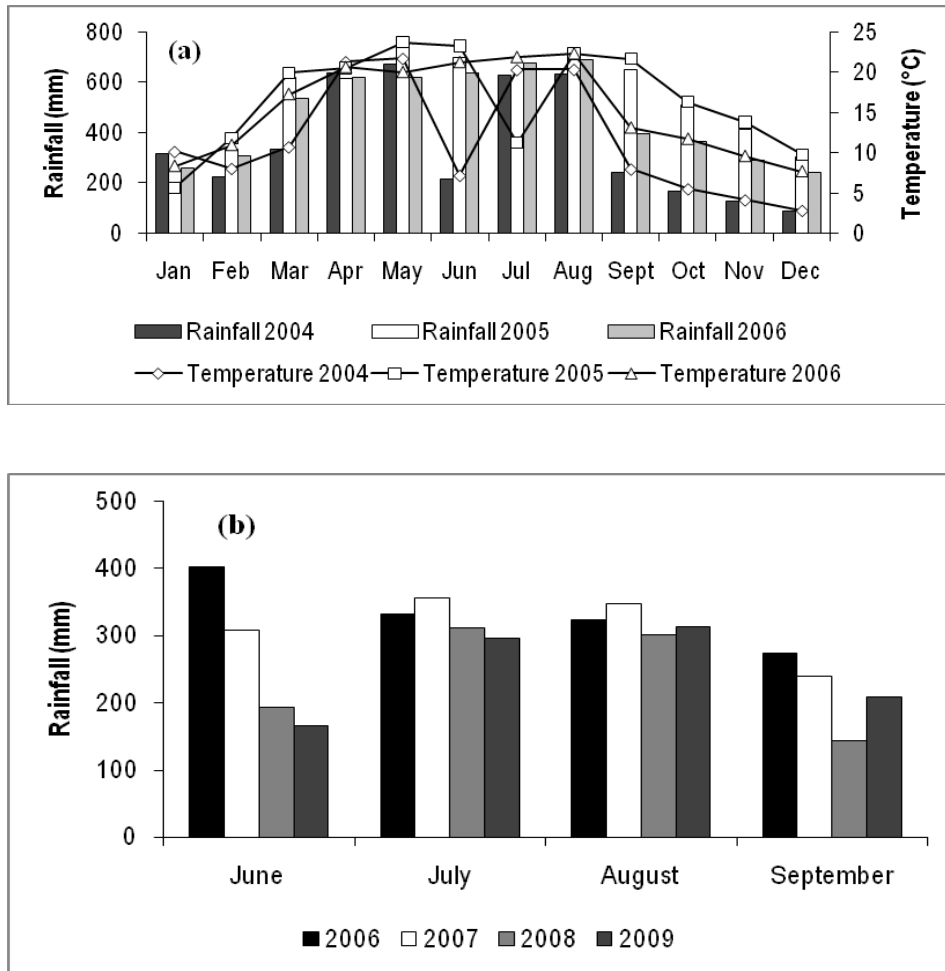 (a)
Rainfall (mm)
800
600
400
200
0
25
20
15
10
5
0
Temperature (°C)
Jan Feb Mar Apr May Jun Jul Aug Sept Oct Nov Dec
Rainfall 2004 Rainfall 2005 Rainfall 2006
Temperature 2004 Temperature 2005 Temperature 2006
(b)
Rainfall (mm)
500
400
300
200
100
0
June July August September
2006 2007 2008 2009